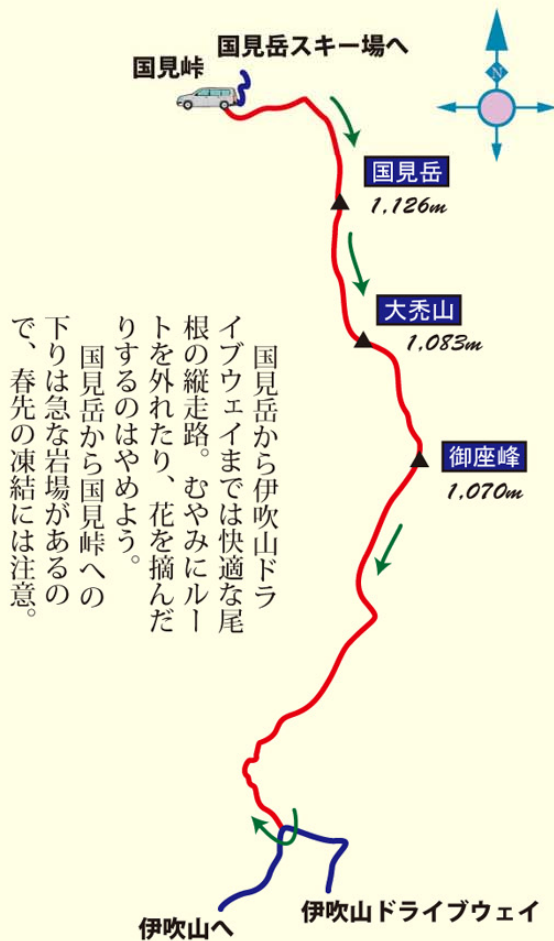 国見岳スキー場へ
国見峠
N
国見岳
1,126m
大禿山
1,083m
御座峰
1,070m
国見岳から伊吹山ドラ
イブウェイまでは快適な尾
根の縦走路。むやみにルー
トを外れたり、花を摘んだ
りするのはやめよう。
国見岳から国見峠への
下りは急な岩場があるの
で、春先の凍結には注意。
伊吹山ドライブウェイ
伊吹山へ